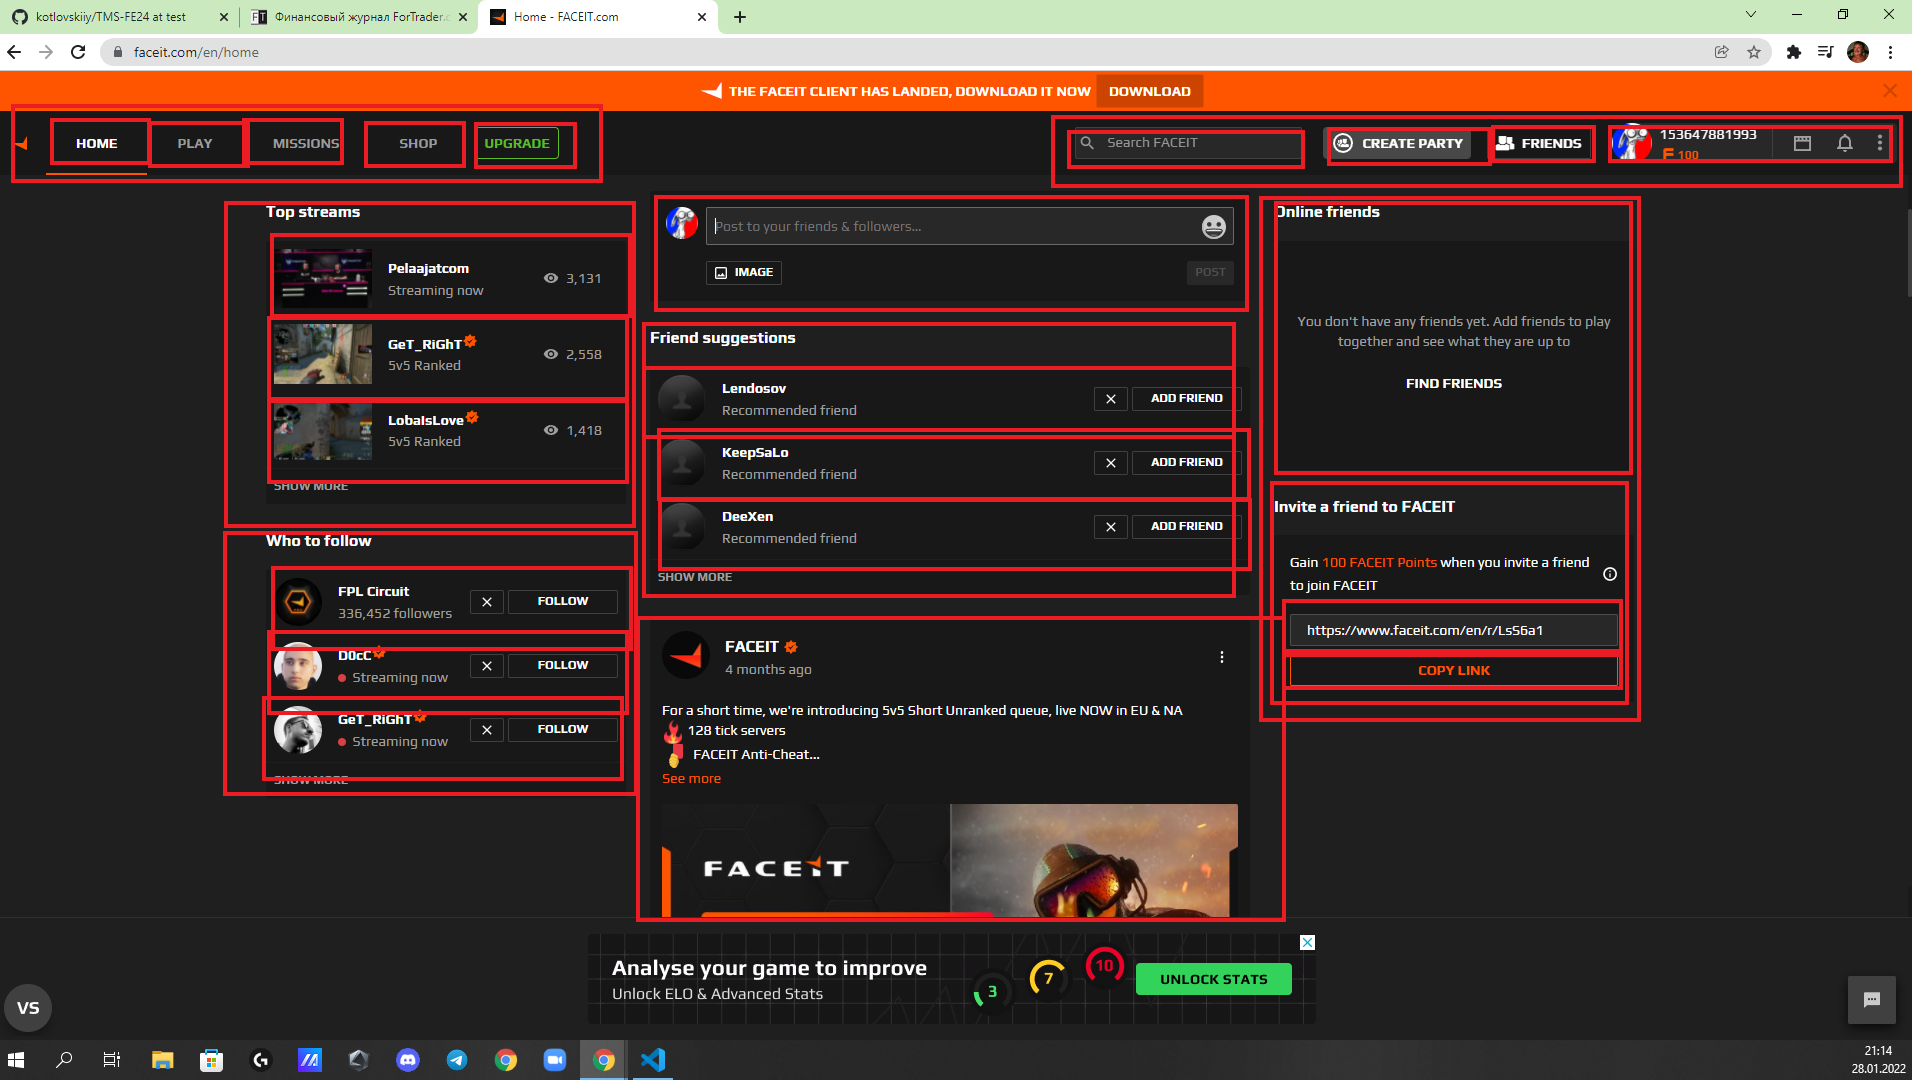 kotlovskiiy/TMS-FE24 at test
Финансовый журнал ForTrader.
Home - FACEIT.com
faceit.com/en/home
THE FACEIT CLIENT HAS LANDED, DOWNLOAD IT NOW DOWNLOAD
HOME PLAY MISSIONS SHOP UPGRADE
Search FACEIT CREATE PARTY FRIENDS 153647881993
100
Top streams
Pelaajatcom
Streaming now
3,131
GeT_RiGhT
5v5 Ranked
2,558
LobaIsLove
5v5 Ranked
1,418
SHOW MORE
Who to follow
FPL Circuit
336,452 followers
FOLLOW
D0cC
Streaming now
FOLLOW
GeT_RiGhT
Streaming now
FOLLOW
SHOW MORE
Post to your friends & followers...
IMAGE POST
Friend suggestions
Lendosov
Recommended friend
ADD FRIEND
KeepSaLo
Recommended friend
ADD FRIEND
DeeXen
Recommended friend
ADD FRIEND
SHOW MORE
FACEIT
4 months ago
For a short time, we're introducing 5v5 Short Unranked queue, live NOW in EU & NA
128 tick servers
FACEIT Anti-Cheat...
See more
FACEIT
Online friends
You don't have any friends yet. Add friends to play
together and see what they are up to
FIND FRIENDS
Invite a friend to FACEIT
Gain 100 FACEIT Points when you invite a friend
to join FACEIT
https://www.faceit.com/en/r/LsS6a1
COPY LINK
Analyse your game to improve
Unlock ELO & Advanced Stats
3 7 10
UNLOCK STATS
VS
21:14
28.01.2022